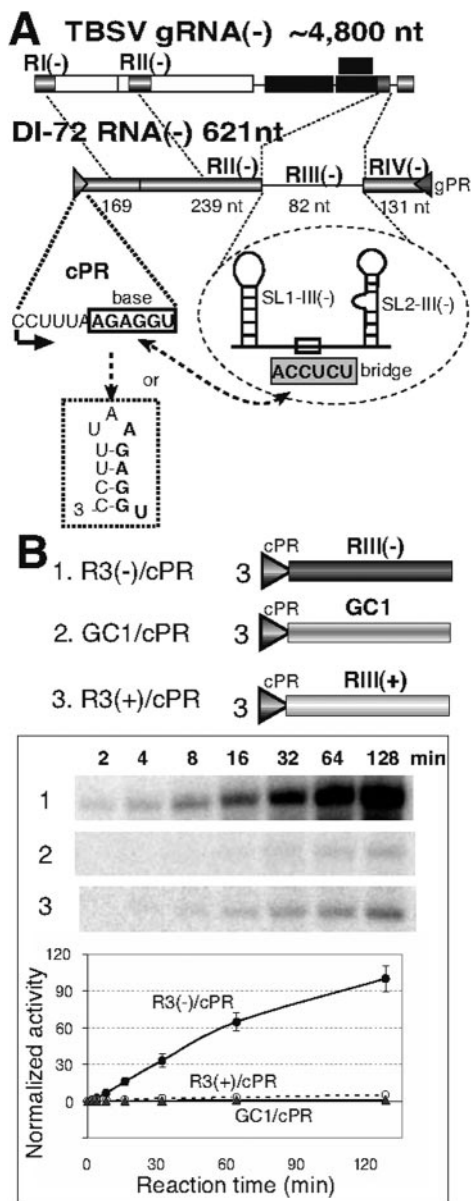 A TBSV gRNA(-) ~4,800 nt
RI(-) RII(-)
DI-72 RNA(-) 621nt
RII(-) RIII(-) RIV(-)
gPR
169 239 nt 82 nt 131 nt
cPR
base
CCUUUAAGAGGU
SL1-III(-) SL2-III(-)
ACCUCU bridge
or
A
U A
U-G
U-A
C-G
3 -C-G U
B
cPR RIII(-)
1. R3(-)/cPR 3
cPR GC1
2. GC1/cPR 3
cPR RIII(+)
3. R3(+)/cPR 3
2 4 8 16 32 64 128 min
1
2
3
Normalized activity
120
90
60
30
0
R3(-)/cPR
R3(+)/cPR
GC1/cPR
0 30 60 90 120
Reaction time (min)